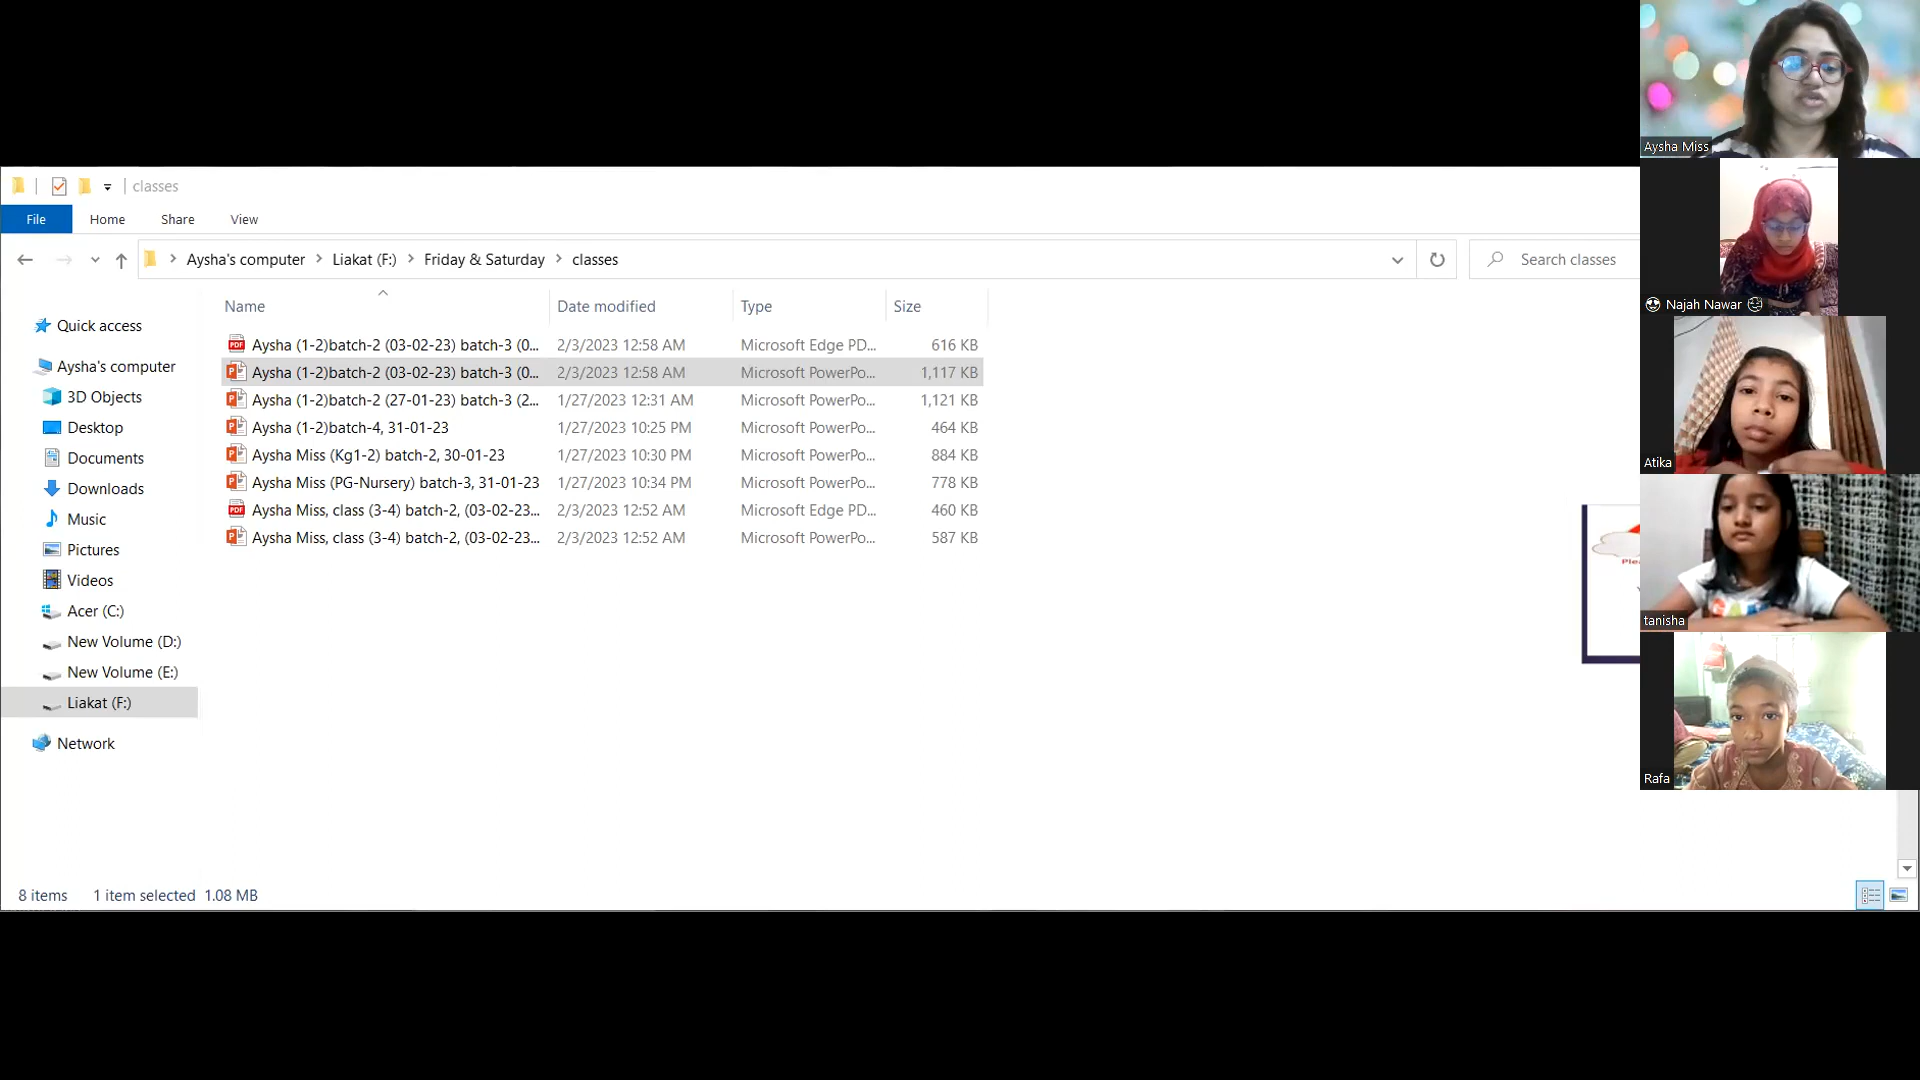 classes
File Home Share View
Aysha's computer Liakat (F:) Friday & Saturday classes
Search classes
Name Date modified Type Size
Aysha (1-2)batch-2 (03-02-23) batch-3 (0... 2/3/2023 12:58 AM Microsoft Edge PD... 616 KB
Aysha (1-2)batch-2 (03-02-23) batch-3 (0... 2/3/2023 12:58 AM Microsoft PowerPo... 1,117 KB
Aysha (1-2)batch-2 (27-01-23) batch-3 (2... 1/27/2023 12:31 AM Microsoft PowerPo... 1,121 KB
Aysha (1-2)batch-4, 31-01-23 1/27/2023 10:25 PM Microsoft PowerPo... 464 KB
Aysha Miss (Kg1-2) batch-2, 30-01-23 1/27/2023 10:30 PM Microsoft PowerPo... 884 KB
Aysha Miss (PG-Nursery) batch-3, 31-01-23 1/27/2023 10:34 PM Microsoft PowerPo... 778 KB
Aysha Miss, class (3-4) batch-2, (03-02-23... 2/3/2023 12:52 AM Microsoft Edge PD... 460 KB
Aysha Miss, class (3-4) batch-2, (03-02-23... 2/3/2023 12:52 AM Microsoft PowerPo... 587 KB
Quick access
Aysha's computer
3D Objects
Desktop
Documents
Downloads
Music
Pictures
Videos
Acer (C:)
New Volume (D:)
New Volume (E:)
Liakat (F:)
Network
8 items 1 item selected 1.08 MB
Aysha Miss
Najah Nawar
Atika
tanisha
Rafa